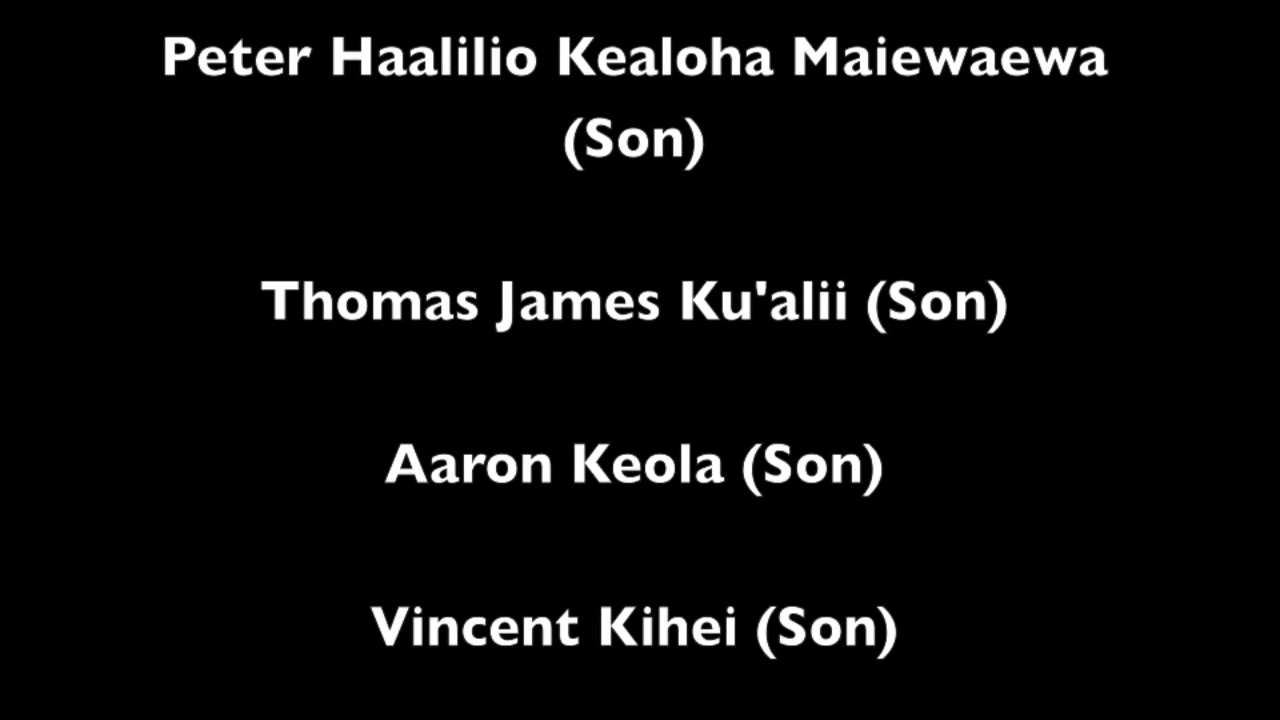 Peter Haalilio Kealoha Maiewaewa
(Son)
Thomas James Ku'alii (Son)
Aaron Keola (Son)
Vincent Kihei (Son)